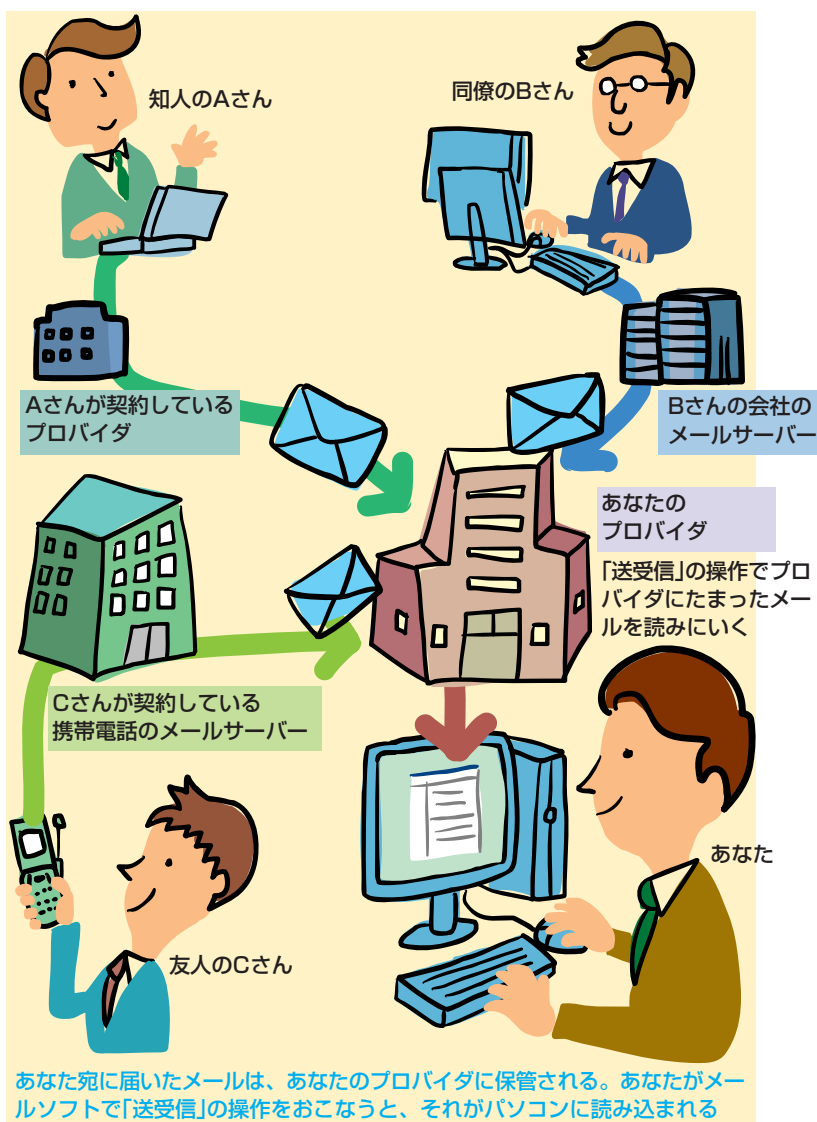 知人のAさん
同僚のBさん
Aさんが契約している
プロバイダ
Bさんの会社の
メールサーバー
あなたの
プロバイダ
「送受信」の操作でプロ
バイダにたまったメー
ルを読みにいく
Cさんが契約している
携帯電話のメールサーバー
あなた
友人のCさん
あなた宛に届いたメールは、あなたのプロバイダに保管される。あなたがメー
ルソフトで「送受信」の操作をおこなうと、それがパソコンに読み込まれる